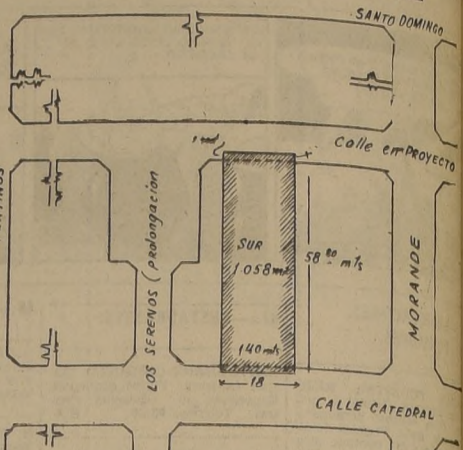 SANTO DOMINGO
Calle en PROYECTO
LOS SERENOS (prolongacion
SUR
1.058 m²
58 80 mts
140 mts
18
MORANDE
CALLE CATEDRAL